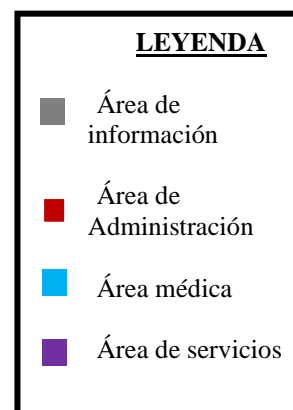 LEYENDA
Área de
información
Área de
Administración
Área médica
Área de servicios